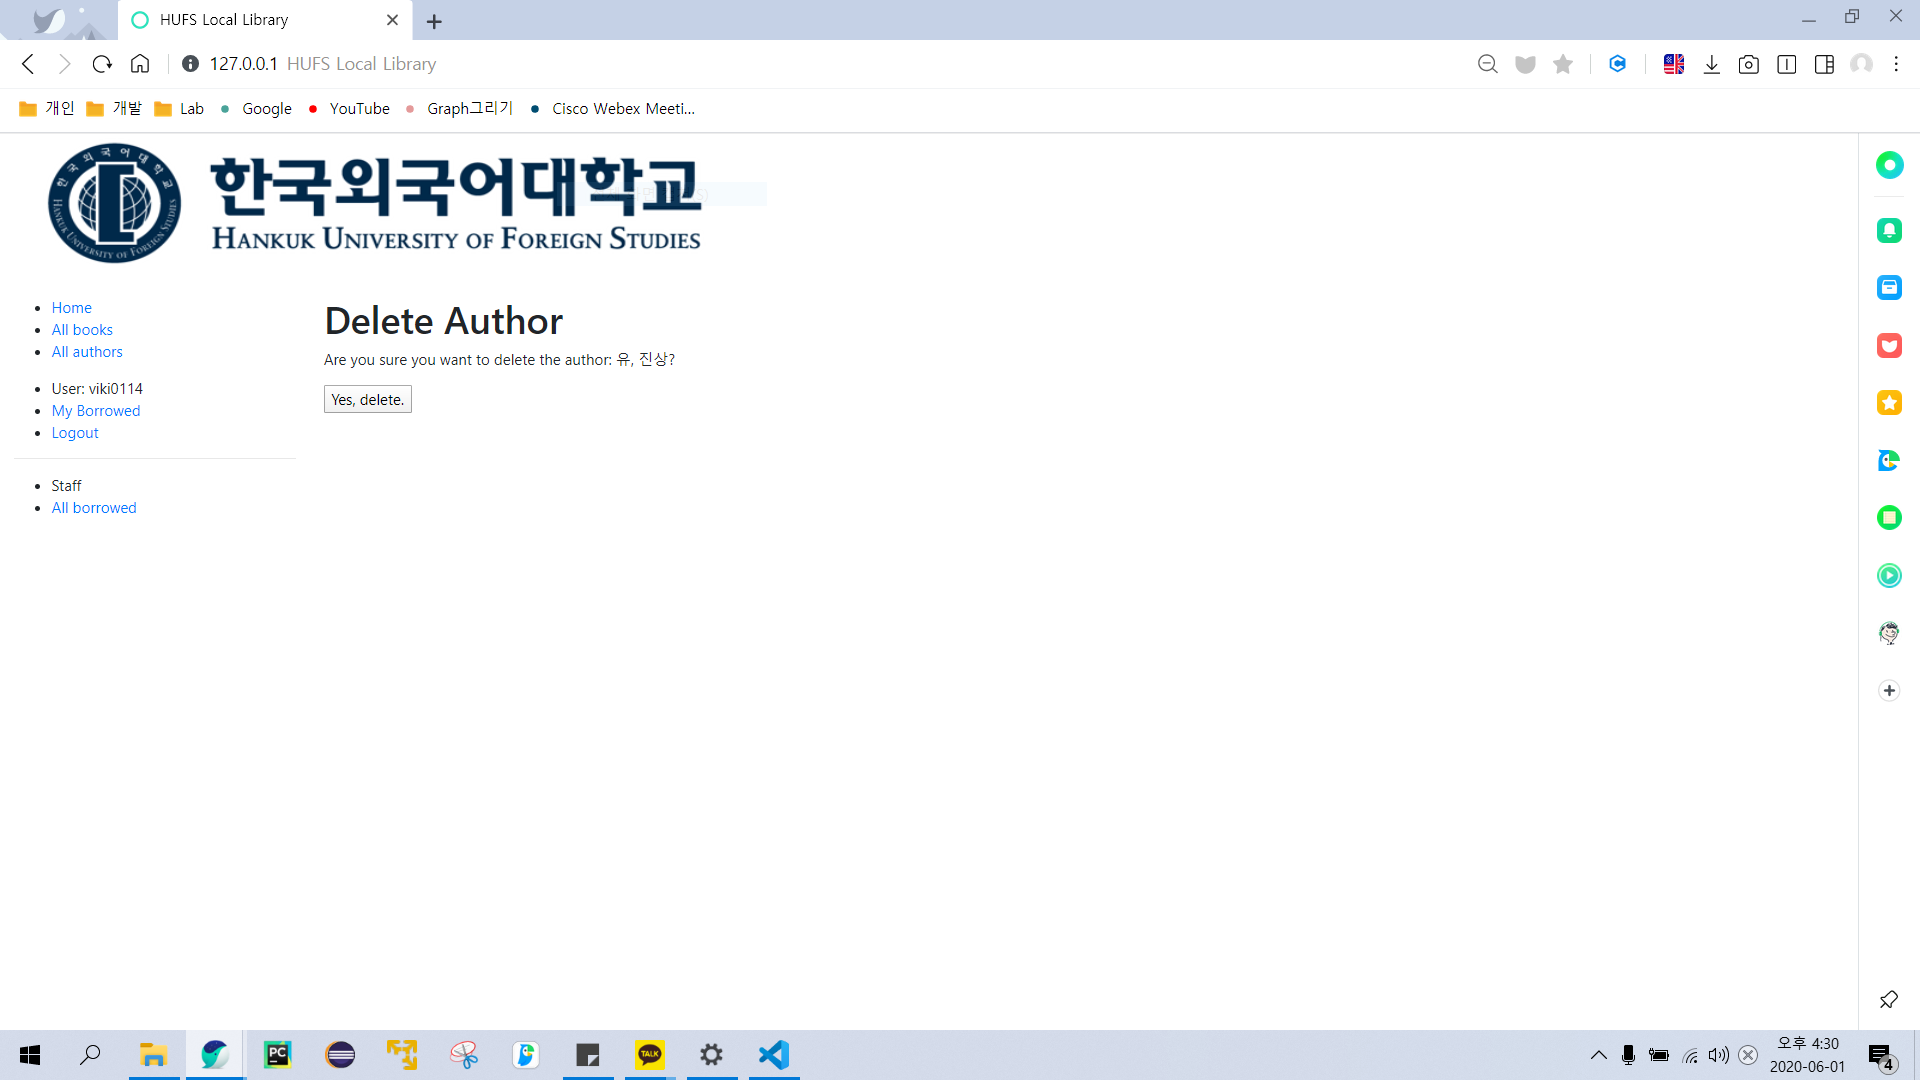 HUFS Local Library
127.0.0.1 HUFS Local Library
개인 개발 Lab Google YouTube Graph그리기 Cisco Webex Meeti...
한국외국어대학교
HANKUK UNIVERSITY OF FOREIGN STUDIES
Home
All books
All authors
User: viki0114
My Borrowed
Logout
Staff
All borrowed
Delete Author
Are you sure you want to delete the author: 유, 진상?
Yes, delete.
PC
TALK
오후 4:30
2020-06-01
4